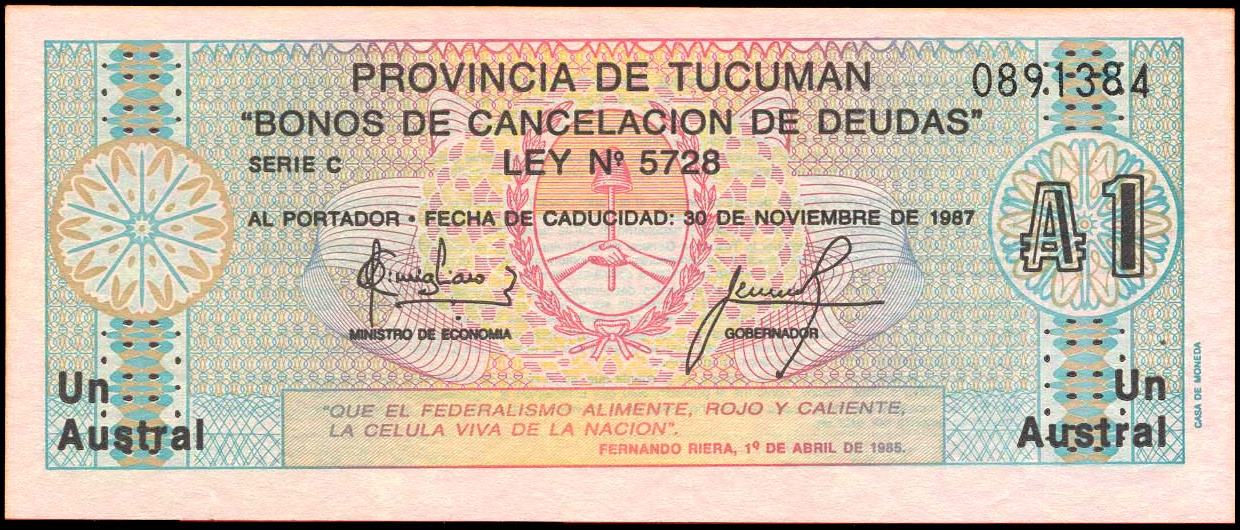 PROVINCIA DE TUCUMAN
0891384
"BONOS DE CANCELACION DE DEUDAS"
SERIE C
LEY Nº 5728
AL PORTADOR • FECHA DE CADUCIDAD: 30 DE NOVIEMBRE DE 1987
₳ 1
MINISTRO DE ECONOMIA
GOBERNADOR
Un
Austral
Un
Austral
"QUE EL FEDERALISMO ALIMENTE, ROJO Y CALIENTE,
LA CELULA VIVA DE LA NACION".
FERNANDO RIERA, 1º DE ABRIL DE 1985.
CASA DE MONEDA